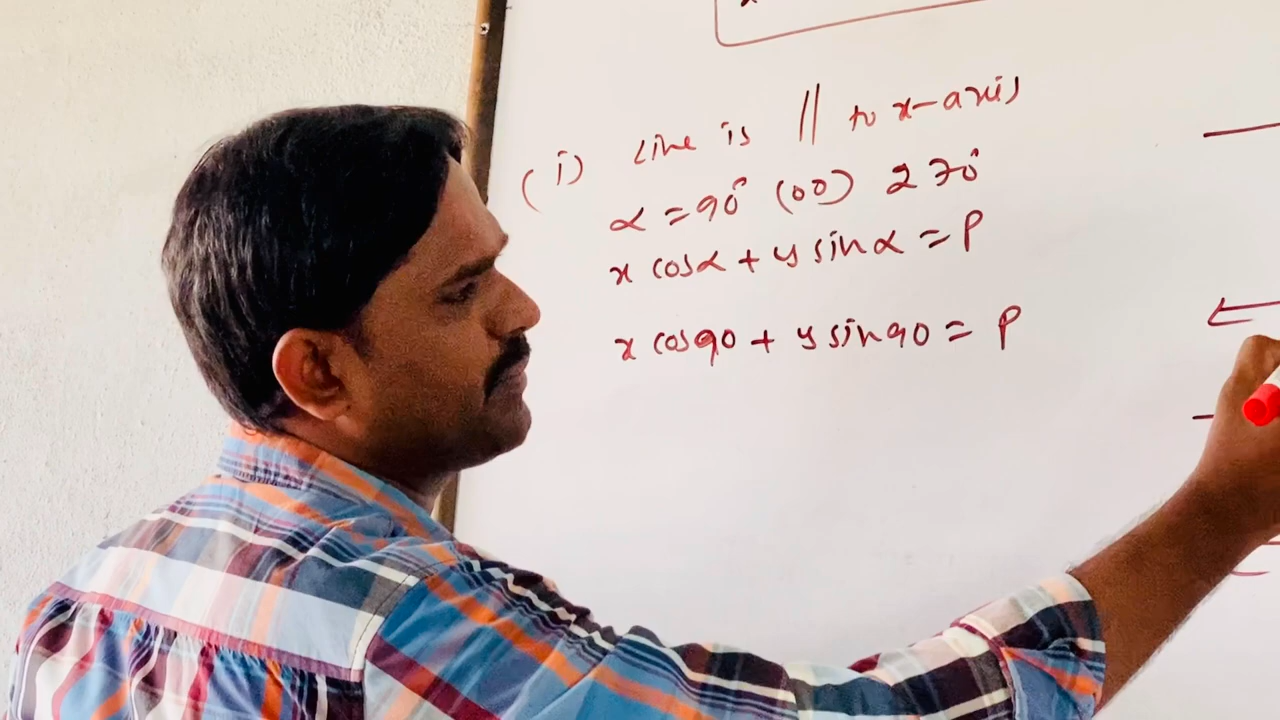 (i) Line is || to x-axis
α = 90° (or) 270°
x cosα + y sinα = p
x cos90 + y sin90 = p